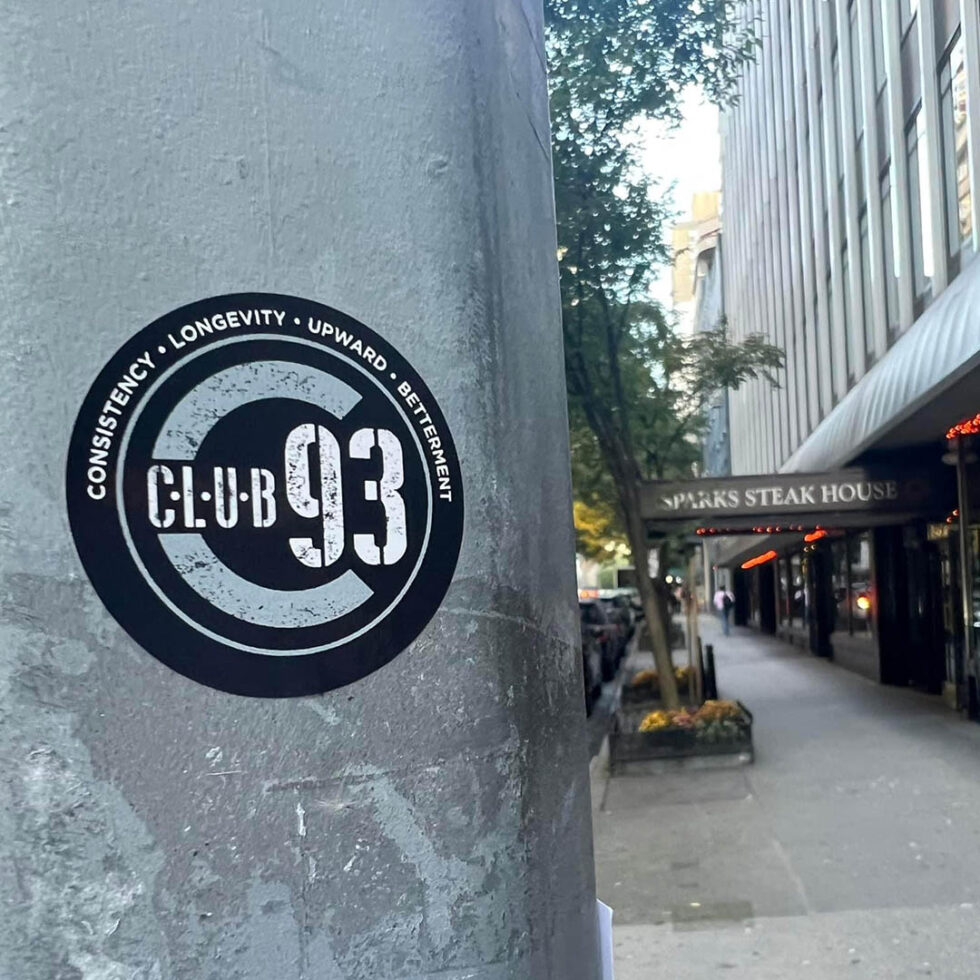 CONSISTENCY • LONGEVITY • UPWARD • BETTERMENT
C•L•U•B 93
SPARKS STEAK HOUSE